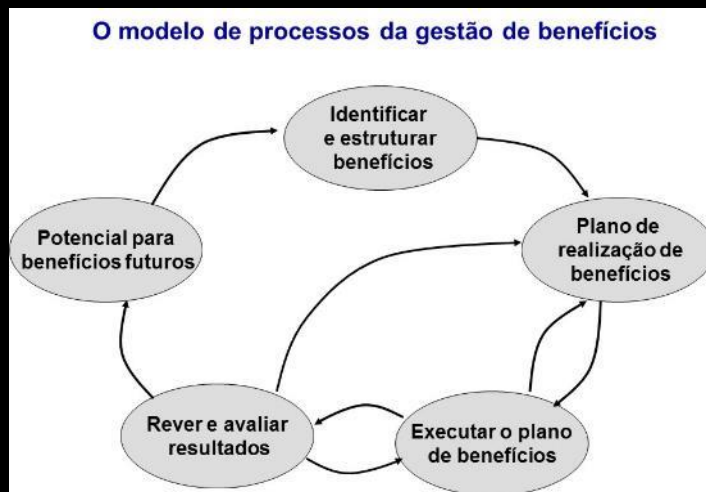 O modelo de processos da gestão de benefícios
Identificar
e estruturar
benefícios
Plano de
realização de
benefícios
Executar o plano
de benefícios
Rever e avaliar
resultados
Potencial para
benefícios futuros